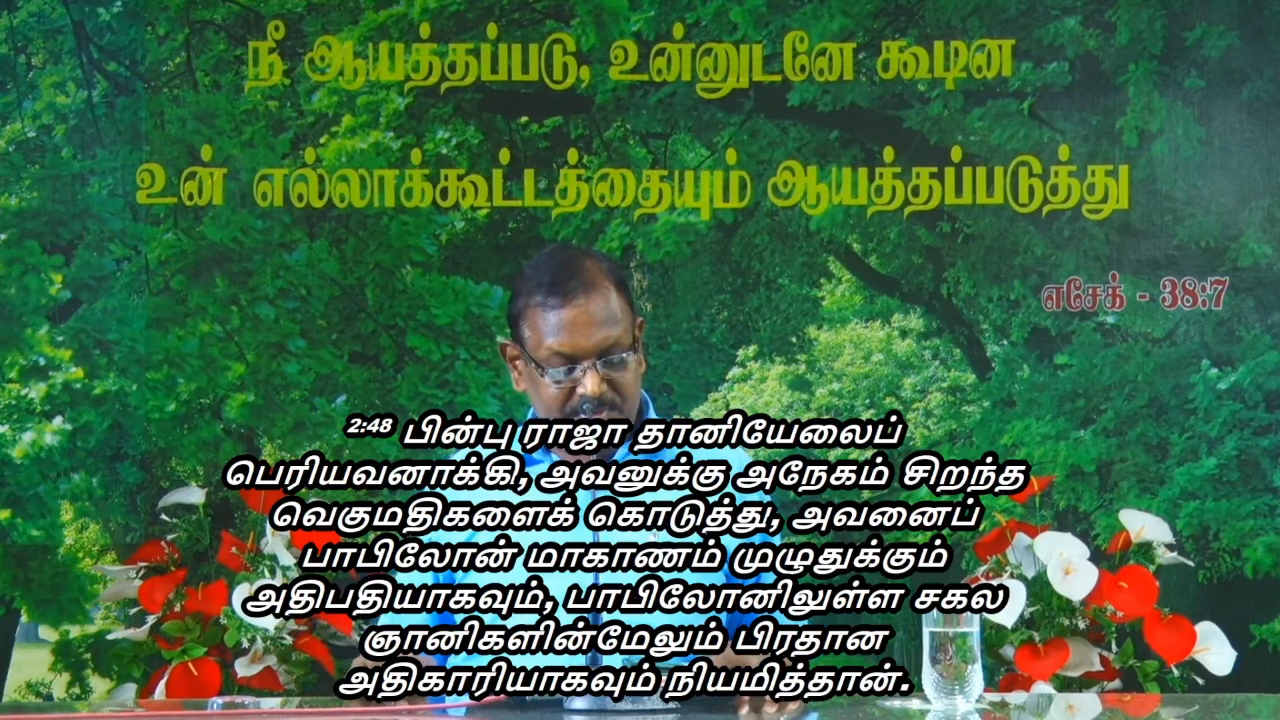 நீ ஆயத்தப்படு, உன்னுடனே கூடின
உன் எல்லாக்கூட்டத்தையும் ஆயத்தப்படுத்து
எசேக் - 38:7
2:48 பின்பு ராஜா தானியேலைப்
பெரியவனாக்கி, அவனுக்கு அநேகம் சிறந்த
வெகுமதிகளைக் கொடுத்து, அவனைப்
பாபிலோன் மாகாணம் முழுதுக்கும்
அதிபதியாகவும், பாபிலோனிலுள்ள சகல
ஞானிகளின்மேலும் பிரதான
அதிகாரியாகவும் நியமித்தான்.